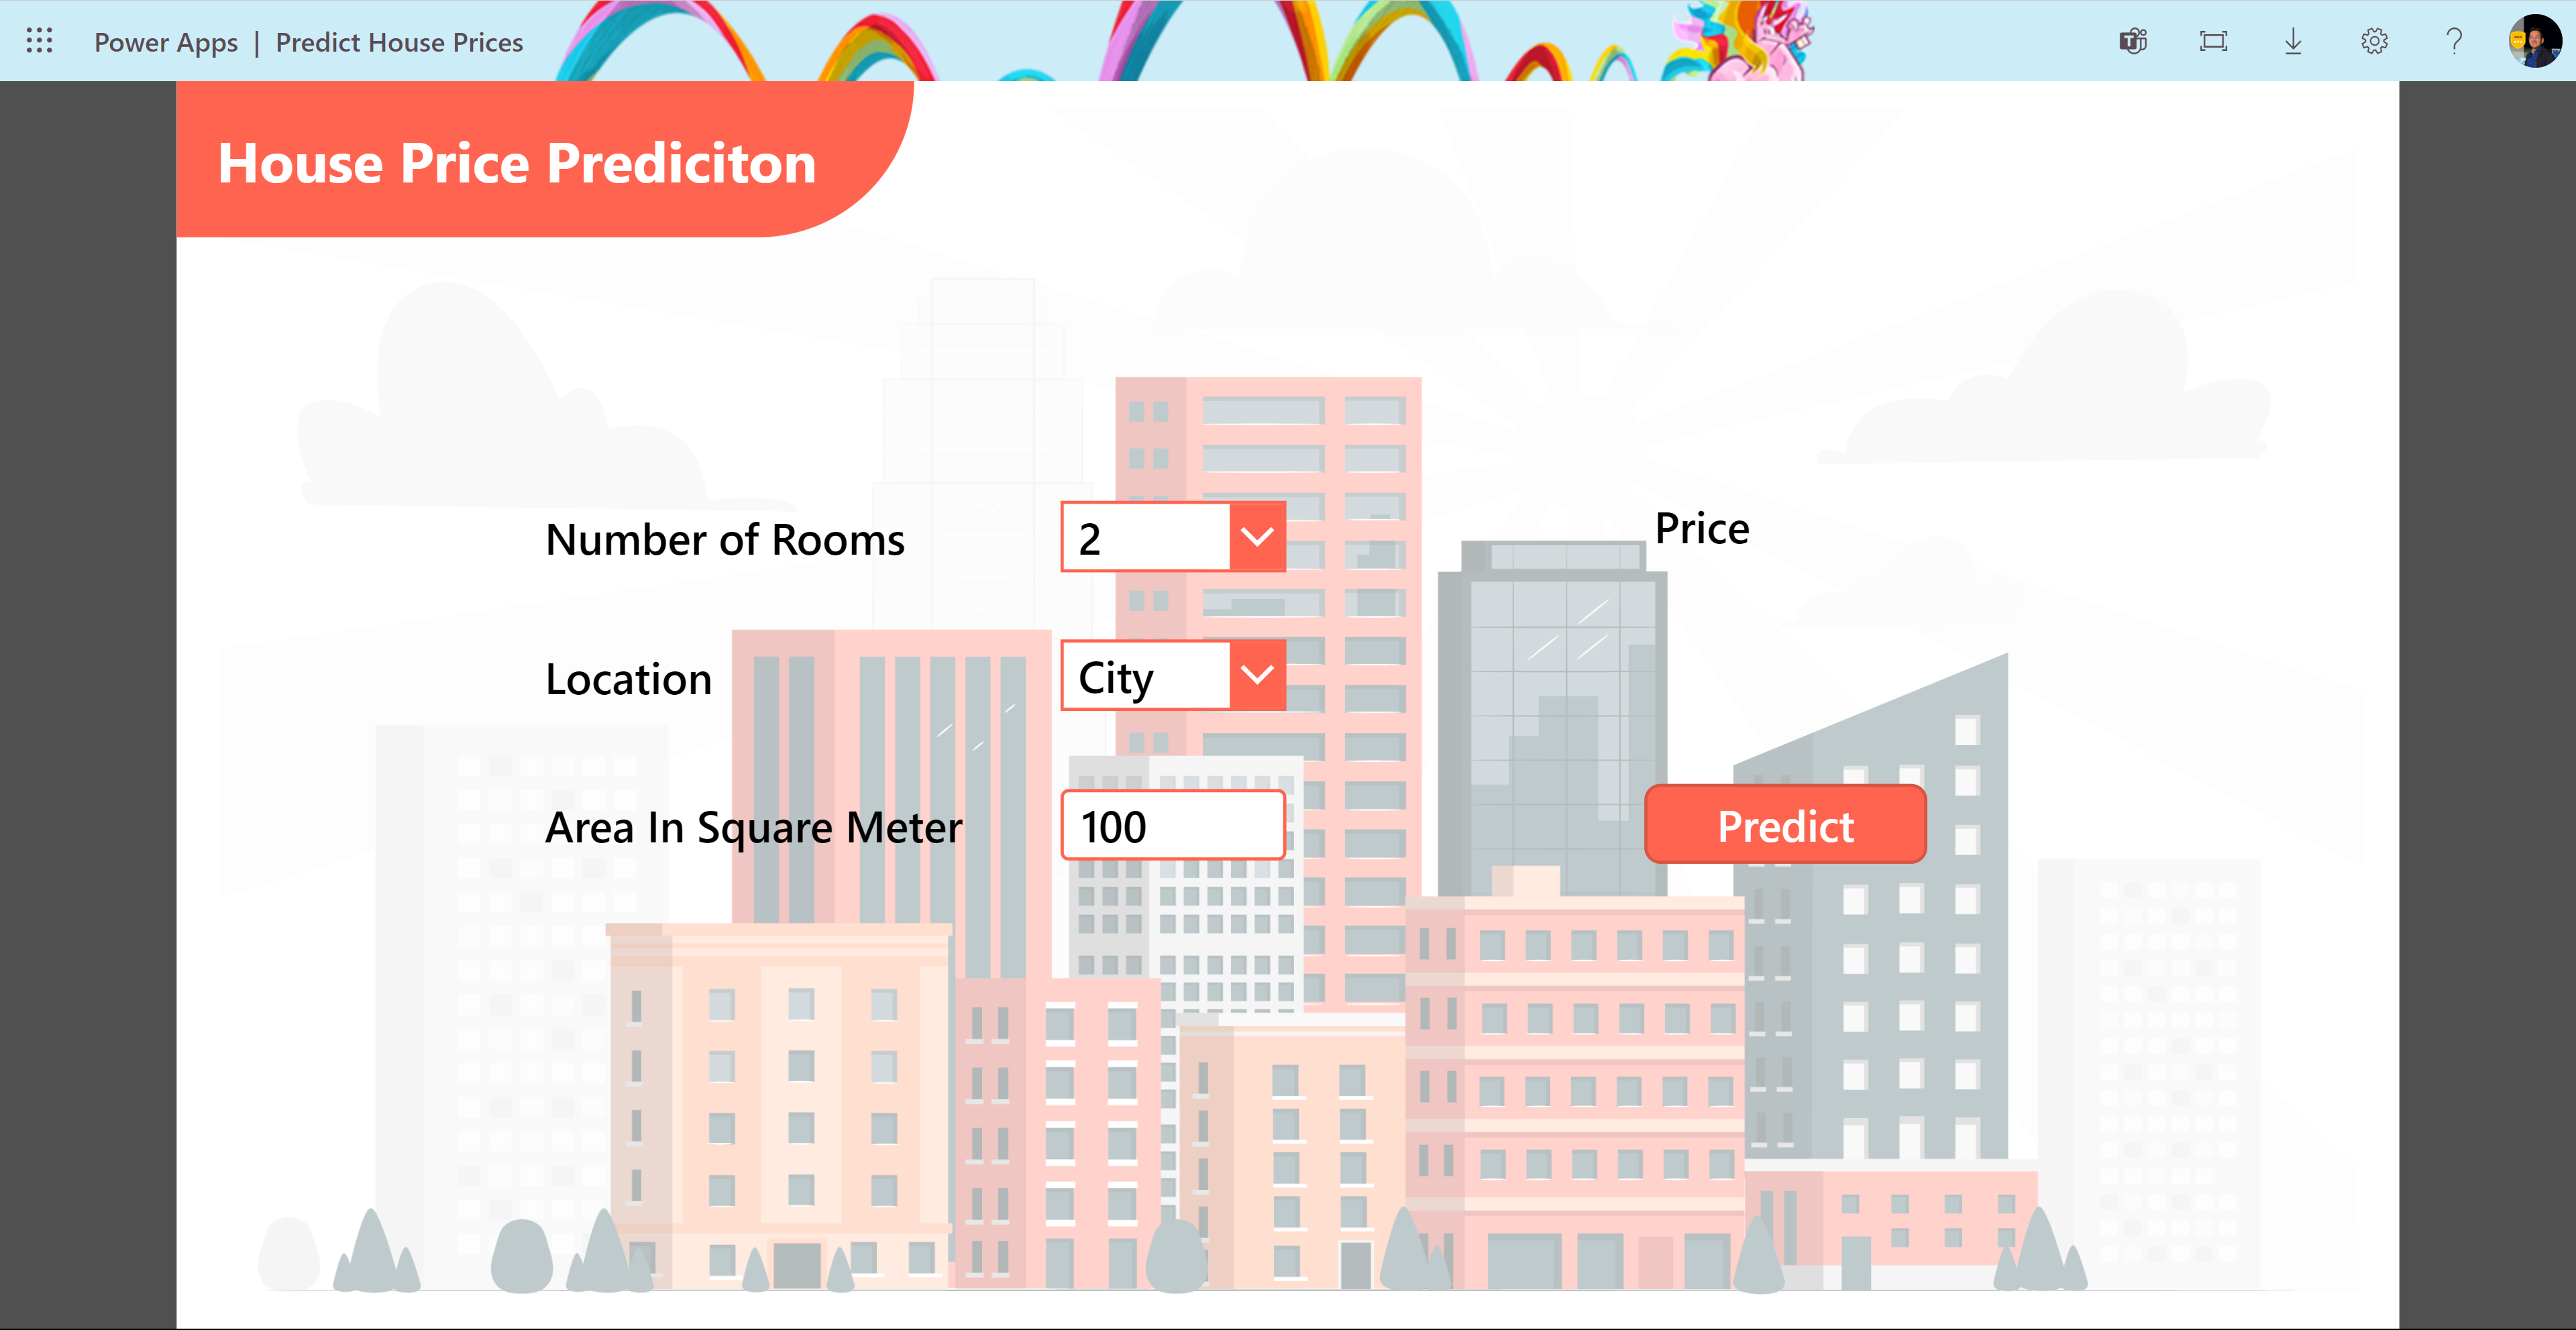 Power Apps | Predict House Prices
House Price Prediciton
Number of Rooms
2
Price
Location
City
Area In Square Meter
100
Predict